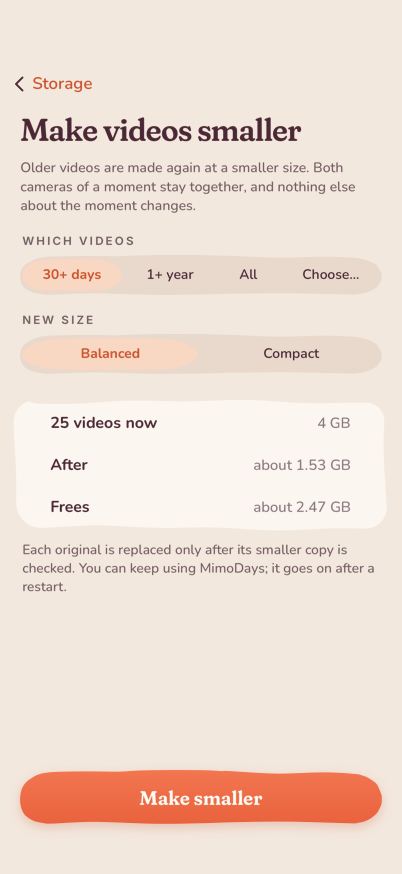 Storage
Make videos smaller
Older videos are made again at a smaller size. Both
cameras of a moment stay together, and nothing else
about the moment changes.
WHICH VIDEOS
30+ days 1+ year All Choose...
NEW SIZE
Balanced Compact
25 videos now 4 GB
After about 1.53 GB
Frees about 2.47 GB
Each original is replaced only after its smaller copy is
checked. You can keep using MimoDays; it goes on after a
restart.
Make smaller